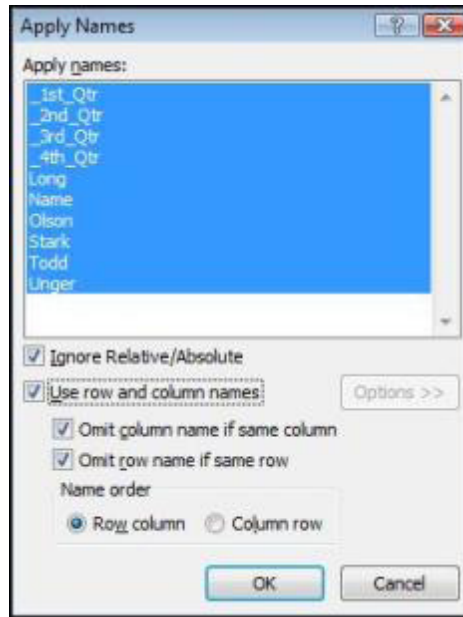 Apply Names
Apply names:
_1st_Qtr
_2nd_Qtr
_3rd_Qtr
_4th_Qtr
Long
Name
Olson
Stark
Todd
Unger
Ignore Relative/Absolute
Use row and column names
Options >>
Omit column name if same column
Omit row name if same row
Name order
Row column
Column row
OK
Cancel